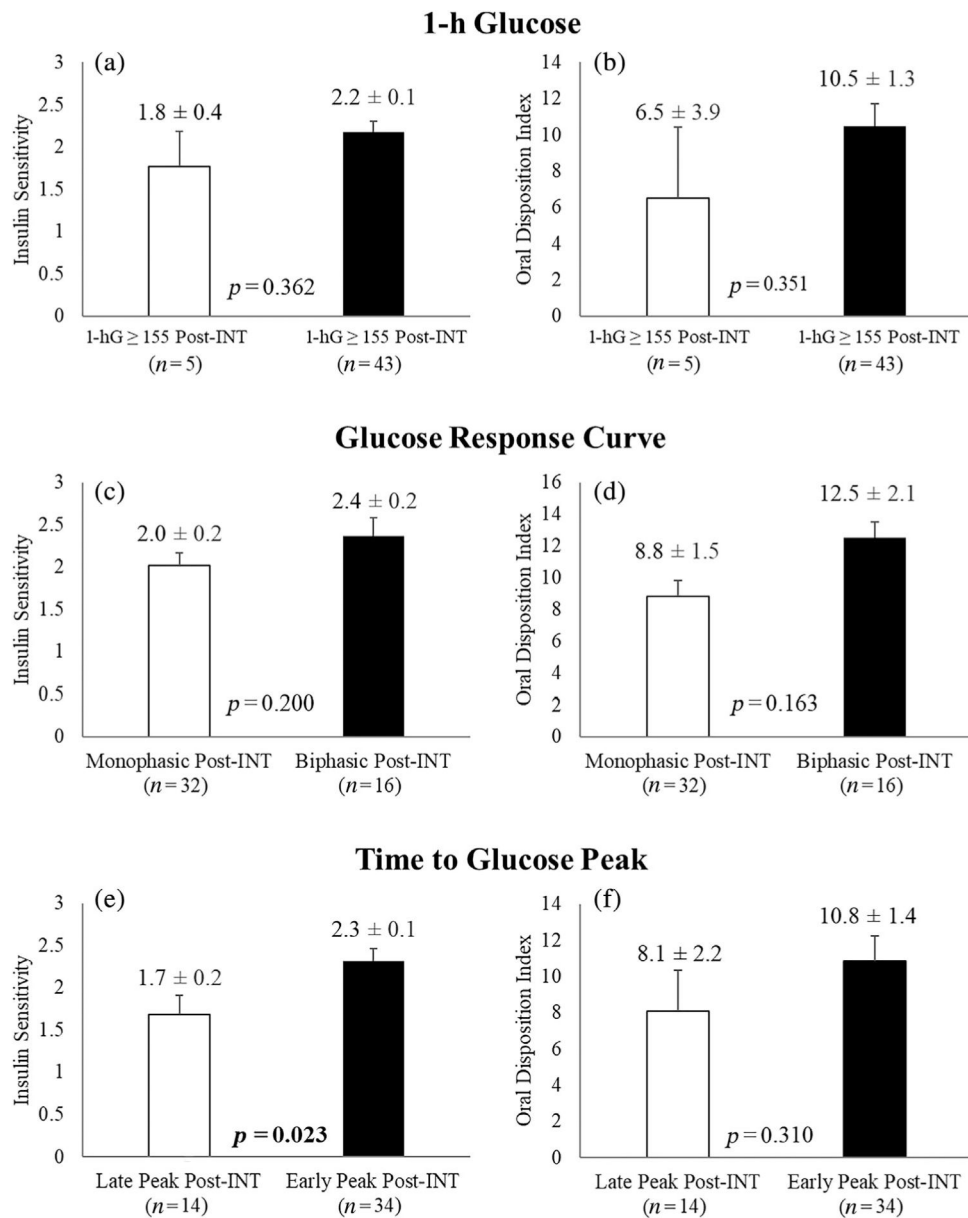 1-h Glucose
(a)
3
2.5
2
1.5
1
0.5
0
Insulin Sensitivity
1.8 ± 0.4
2.2 ± 0.1
p = 0.362
1-hG ≥ 155 Post-INT
(n = 5)
1-hG ≥ 155 Post-INT
(n = 43)
(b)
14
12
10
8
6
4
2
0
Oral Disposition Index
6.5 ± 3.9
10.5 ± 1.3
p = 0.351
1-hG ≥ 155 Post-INT
(n = 5)
1-hG ≥ 155 Post-INT
(n = 43)
Glucose Response Curve
(c)
3
2.5
2
1.5
1
0.5
0
Insulin Sensitivity
2.0 ± 0.2
2.4 ± 0.2
p = 0.200
Monophasic Post-INT
(n = 32)
Biphasic Post-INT
(n = 16)
(d)
16
14
12
10
8
6
4
2
0
Oral Disposition Index
8.8 ± 1.5
12.5 ± 2.1
p = 0.163
Monophasic Post-INT
(n = 32)
Biphasic Post-INT
(n = 16)
Time to Glucose Peak
(e)
3
2.5
2
1.5
1
0.5
0
Insulin Sensitivity
1.7 ± 0.2
2.3 ± 0.1
p = 0.023
Late Peak Post-INT
(n = 14)
Early Peak Post-INT
(n = 34)
(f)
14
12
10
8
6
4
2
0
Oral Disposition Index
8.1 ± 2.2
10.8 ± 1.4
p = 0.310
Late Peak Post-INT
(n = 14)
Early Peak Post-INT
(n = 34)